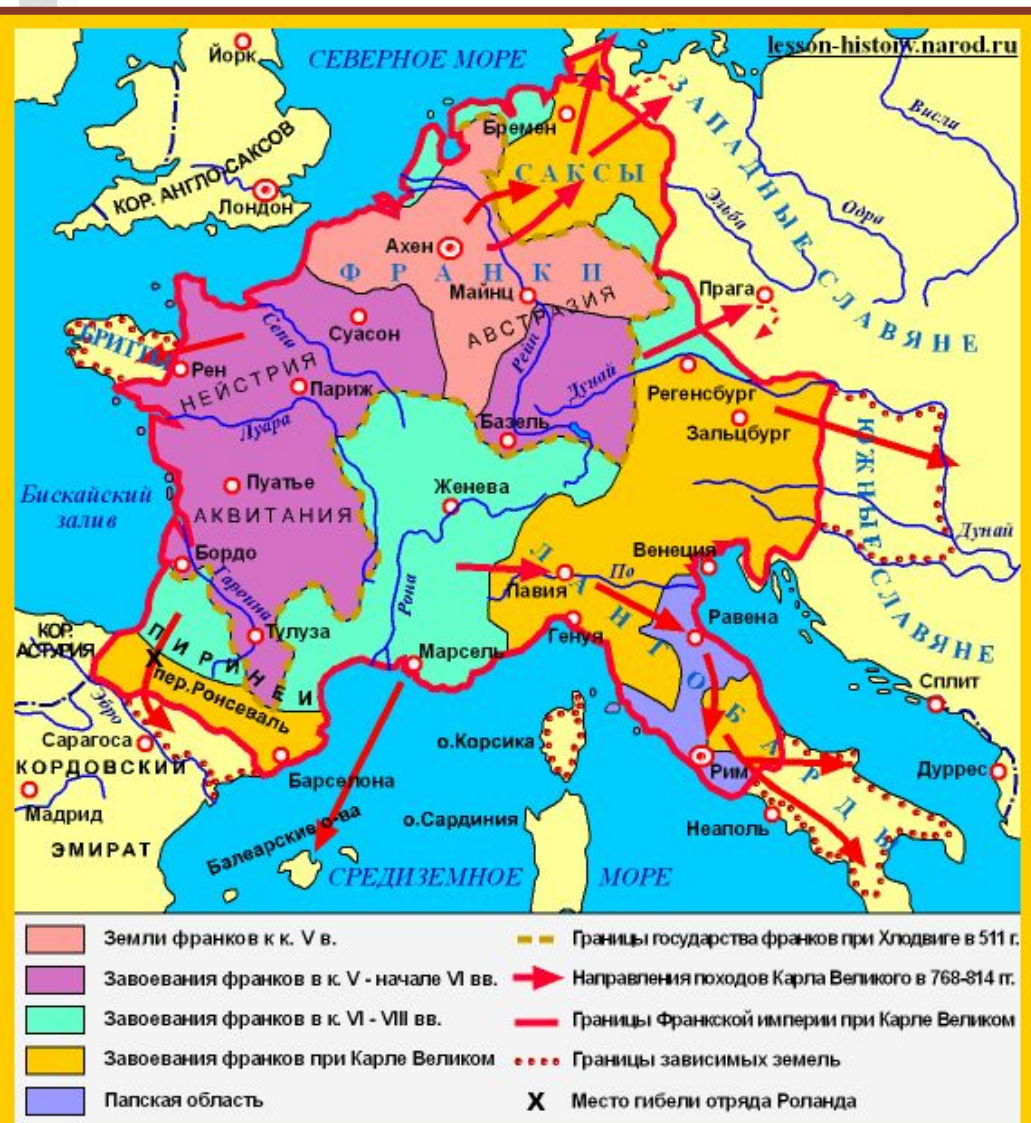 lesson-history.narod.ru
Йорк
СЕВЕРНОЕ МОРЕ
ЗАПАДНЫЕ СЛАВЯНЕ
Висли
Бремен
САКСЫ
КОР. АНГЛО-САКСОВ
Лондон
Эльба
Одра
Ахен
ФРАНКИ
Майнц
АВСТРАЗИЯ
Прага
Суасон
Сена
Рейн
БРИТТЫ
Рен
НЕЙСТРИЯ
Париж
Дунай
Регенсбург
Луара
Базель
Зальцбург
ЮЖНЫЕ СЛАВЯНЕ
Бискайский
залив
Пуатье
Женева
АКВИТАНИЯ
Дунай
Бордо
Венеция
ЛАНГОБАРДЫ
По
Павия
Гаронна
Рона
Равена
Генуя
КОР.
АСТУРИЯ
ПИРИНЕИ
Тулуза
Марсель
пер.Ронсеваль
Сплит
Эбро
Сарагоса
о.Корсика
КОРДОВСКИЙ
Барселона
Рим
Дуррес
Мадрид
о.Сардиния
Неаполь
ЭМИРАТ
Балеарские о-ва
СРЕДИЗЕМНОЕ МОРЕ
Земли франков к к. V в.
Завоевания франков в к. V - начале VI вв.
Завоевания франков в к. VI - VIII вв.
Завоевания франков при Карле Великом
Папская область
Границы государства франков при Хлодвиге в 511 г.
Направления походов Карла Великого в 768-814 гг.
Границы Франкской империи при Карле Великом
Границы зависимых земель
X Место гибели отряда Роланда